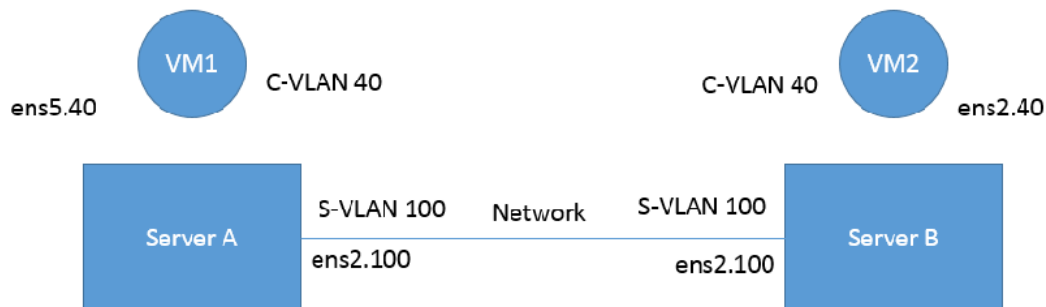 VM1
C-VLAN 40
ens5.40
VM2
C-VLAN 40
ens2.40
Server A
S-VLAN 100
Network
S-VLAN 100
ens2.100
ens2.100
Server B